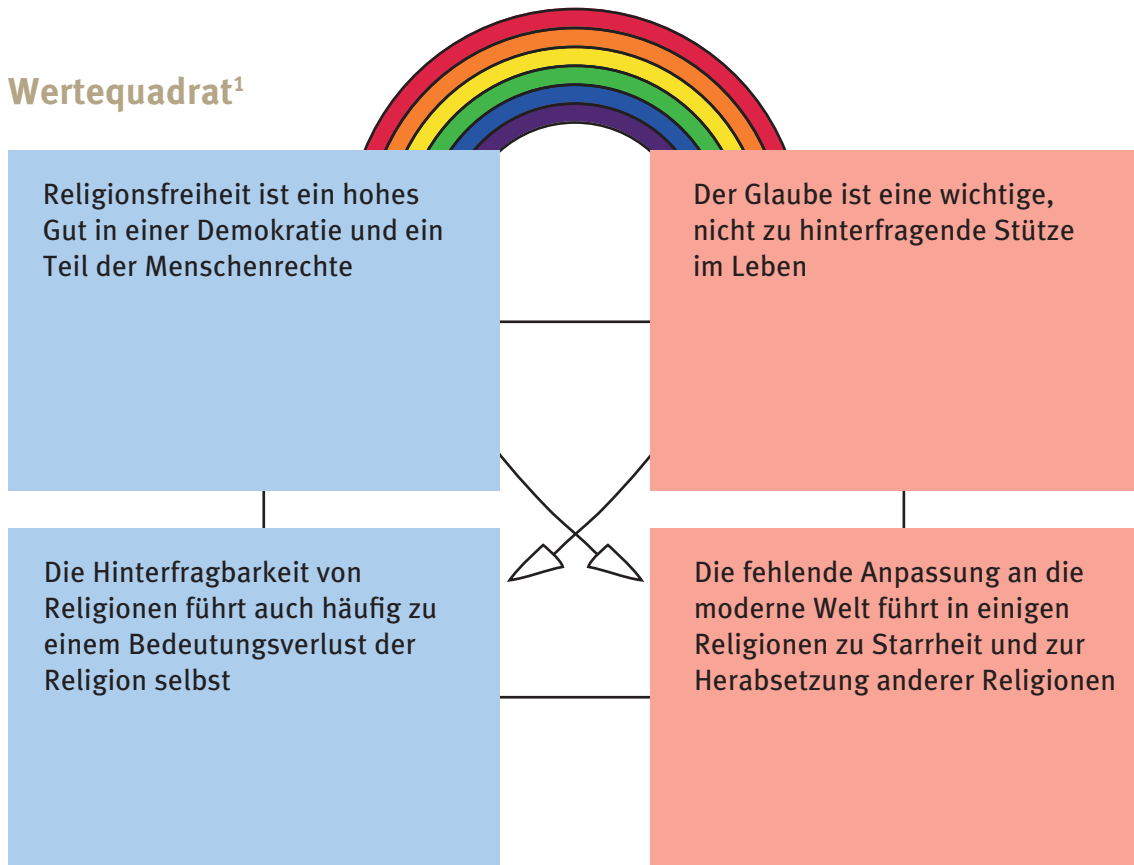 Wertequadrat¹
Religionsfreiheit ist ein hohes
Gut in einer Demokratie und ein
Teil der Menschenrechte
Der Glaube ist eine wichtige,
nicht zu hinterfragende Stütze
im Leben
Die Hinterfragbarkeit von
Religionen führt auch häufig zu
einem Bedeutungsverlust der
Religion selbst
Die fehlende Anpassung an die
moderne Welt führt in einigen
Religionen zu Starrheit und zur
Herabsetzung anderer Religionen